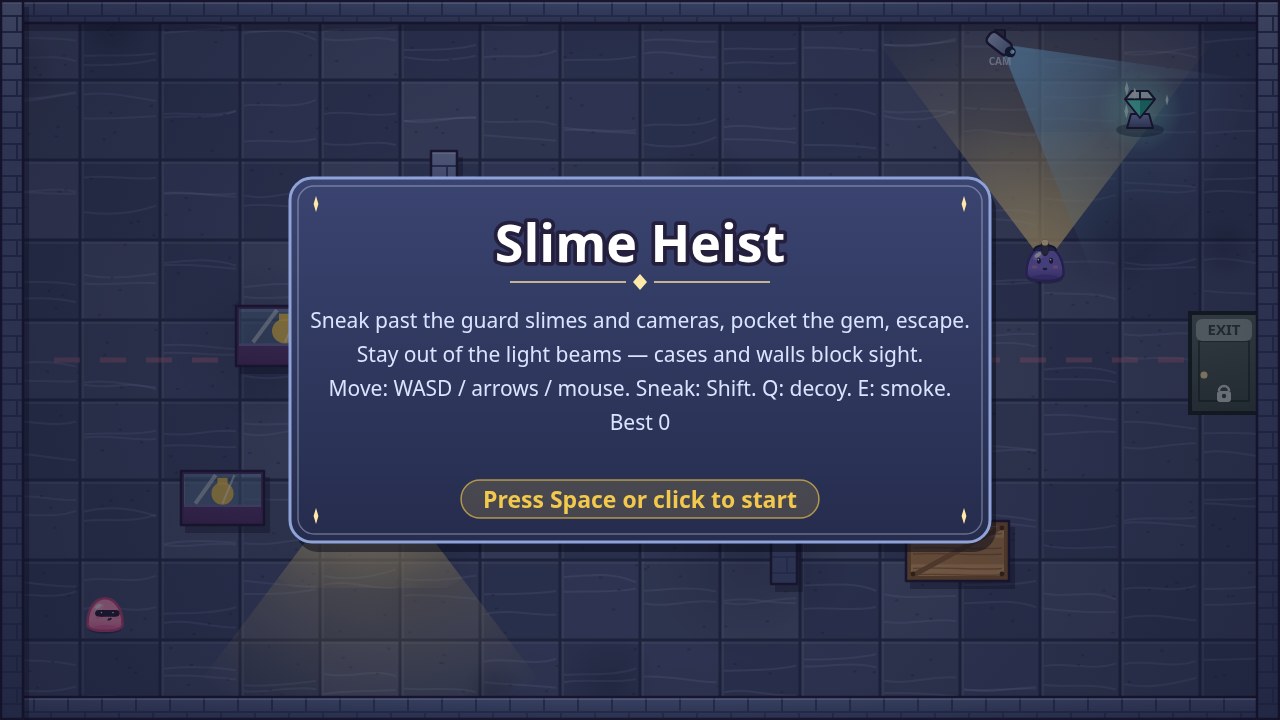 CAM
Slime Heist
Sneak past the guard slimes and cameras, pocket the gem, escape.
EXIT
Stay out of the light beams — cases and walls block sight.
Move: WASD / arrows / mouse. Sneak: Shift. Q: decoy. E: smoke.
Best 0
Press Space or click to start